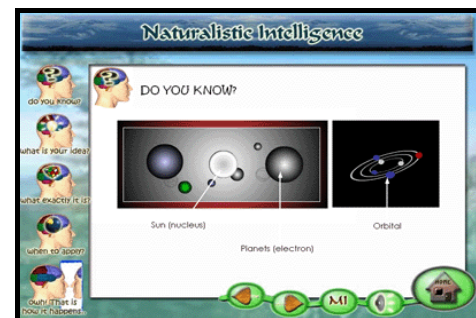 Naturalistic Intelligence
do you know?
what is your idea?
what exactly it is?
when to apply?
owh! That is
how it happens..
DO YOU KNOW?
Sun (nucleus)
Planets (electron)
Orbital
MI
HOME